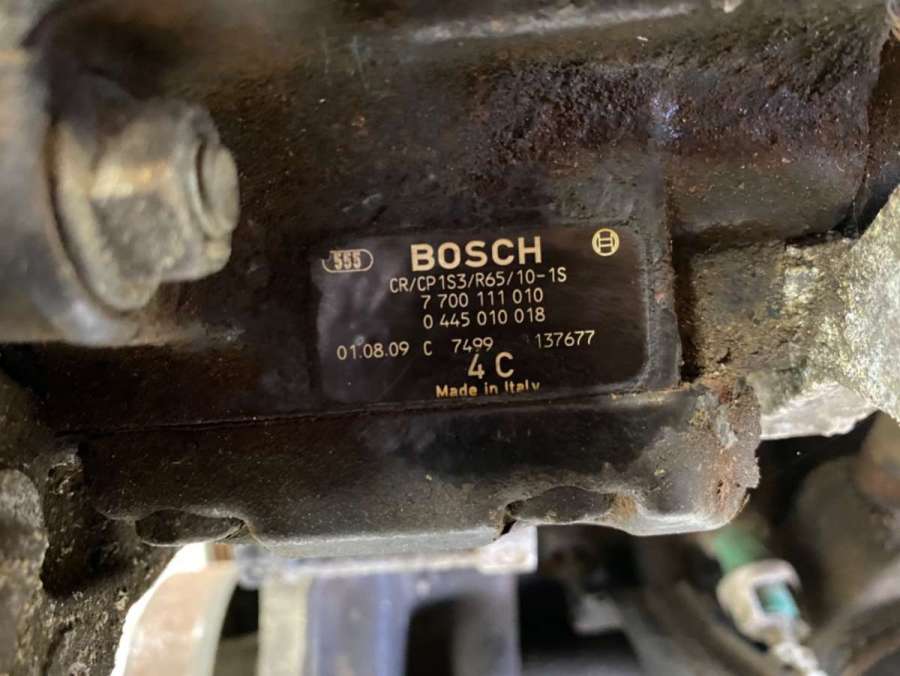 555 BOSCH
CR/CP1S3/R65/10-1S
7 700 111 010
0 445 010 018
01.08.09 C 7499 137677
4 C
Made in Italy